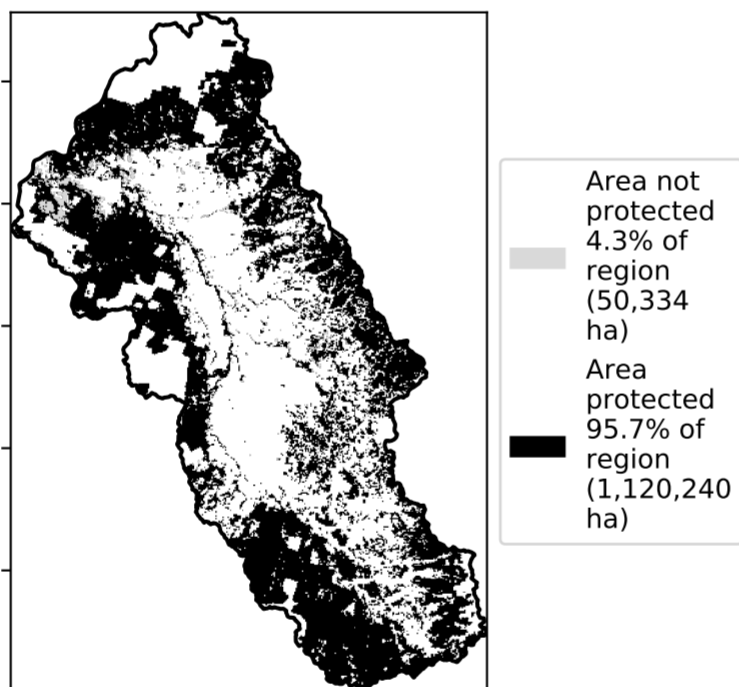 Area not
protected
4.3% of
region
(50,334
ha)
Area
protected
95.7% of
region
(1,120,240
ha)